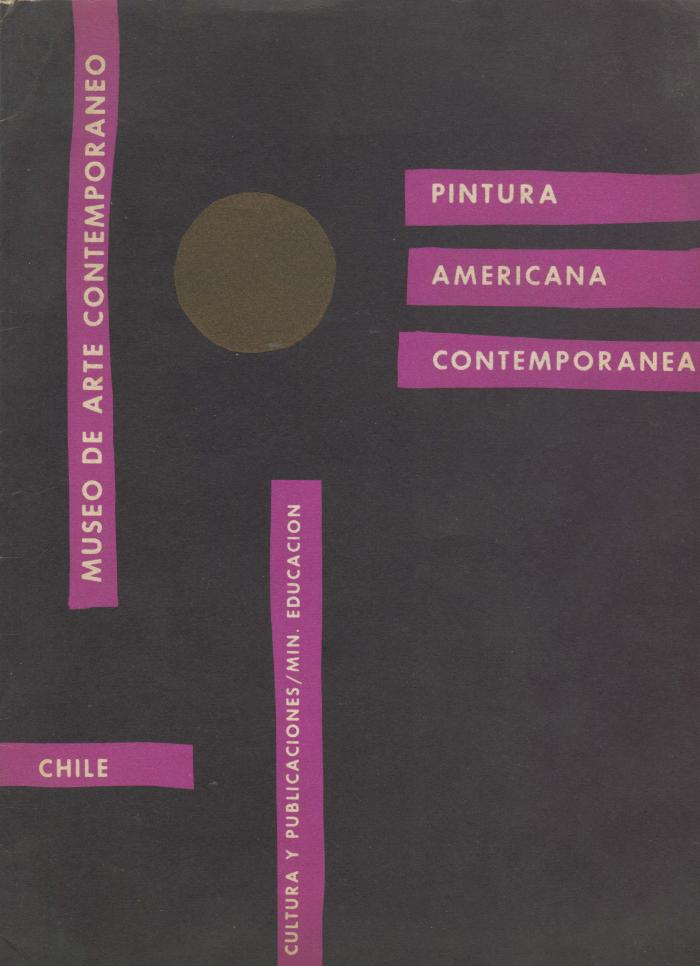 MUSEO DE ARTE CONTEMPORANEO
PINTURA
AMERICANA
CONTEMPORANEA
CULTURA Y PUBLICACIONES/MIN. EDUCACION
CHILE